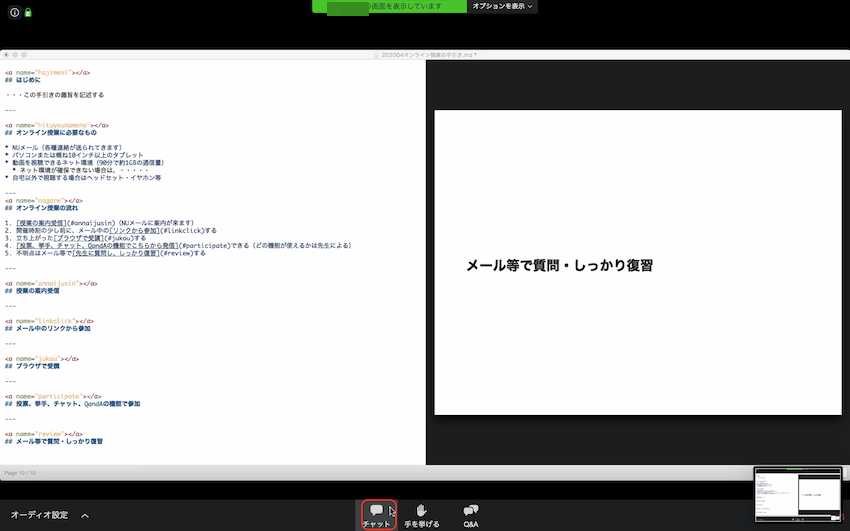 の画面を表示しています
オプションを表示
202004オンライン授業の手引き.md
<a name="hajimeni"></a>
## はじめに
・・・この手引きの趣旨を記述する
---
<a name="hituyounamono"></a>
## オンライン授業に必要なもの
* NUメール（各種連絡が送られてきます）
* パソコンまたは概ね10インチ以上のタブレット
* 動画を視聴できるネット環境（90分で約1GBの通信量）
* ネット環境が確保できない場合は、・・・・・
* 自宅以外で視聴する場合はヘッドセット・イヤホン等
---
<a name="nagare"></a>
## オンライン授業の流れ
1. [授業の案内受信](#annaijusin)（NUメールに案内が来ます）
2. 開催時刻の少し前に、メール中の[リンクから参加](#linkclick)する
3. 立ち上がった[ブラウザで受講](#jukou)する
4. [投票、挙手、チャット、QandAの機能でこちらから発信](#participate)できる（どの機能が使えるかは先生による）
5. 不明点はメール等で[先生に質問し、しっかり復習](#review)する
---
<a name="annaijusin"></a>
## 授業の案内受信
---
<a name="linkclick"></a>
## メール中のリンクから参加
---
<a name="jukou"></a>
## ブラウザで受講
---
<a name="participate"></a>
## 投票、挙手、チャット、QandAの機能で参加
---
<a name="review"></a>
## メール等で質問・しっかり復習
メール等で質問・しっかり復習
Page 10 / 10
オーディオ設定
チャット
手を挙げる
Q&A